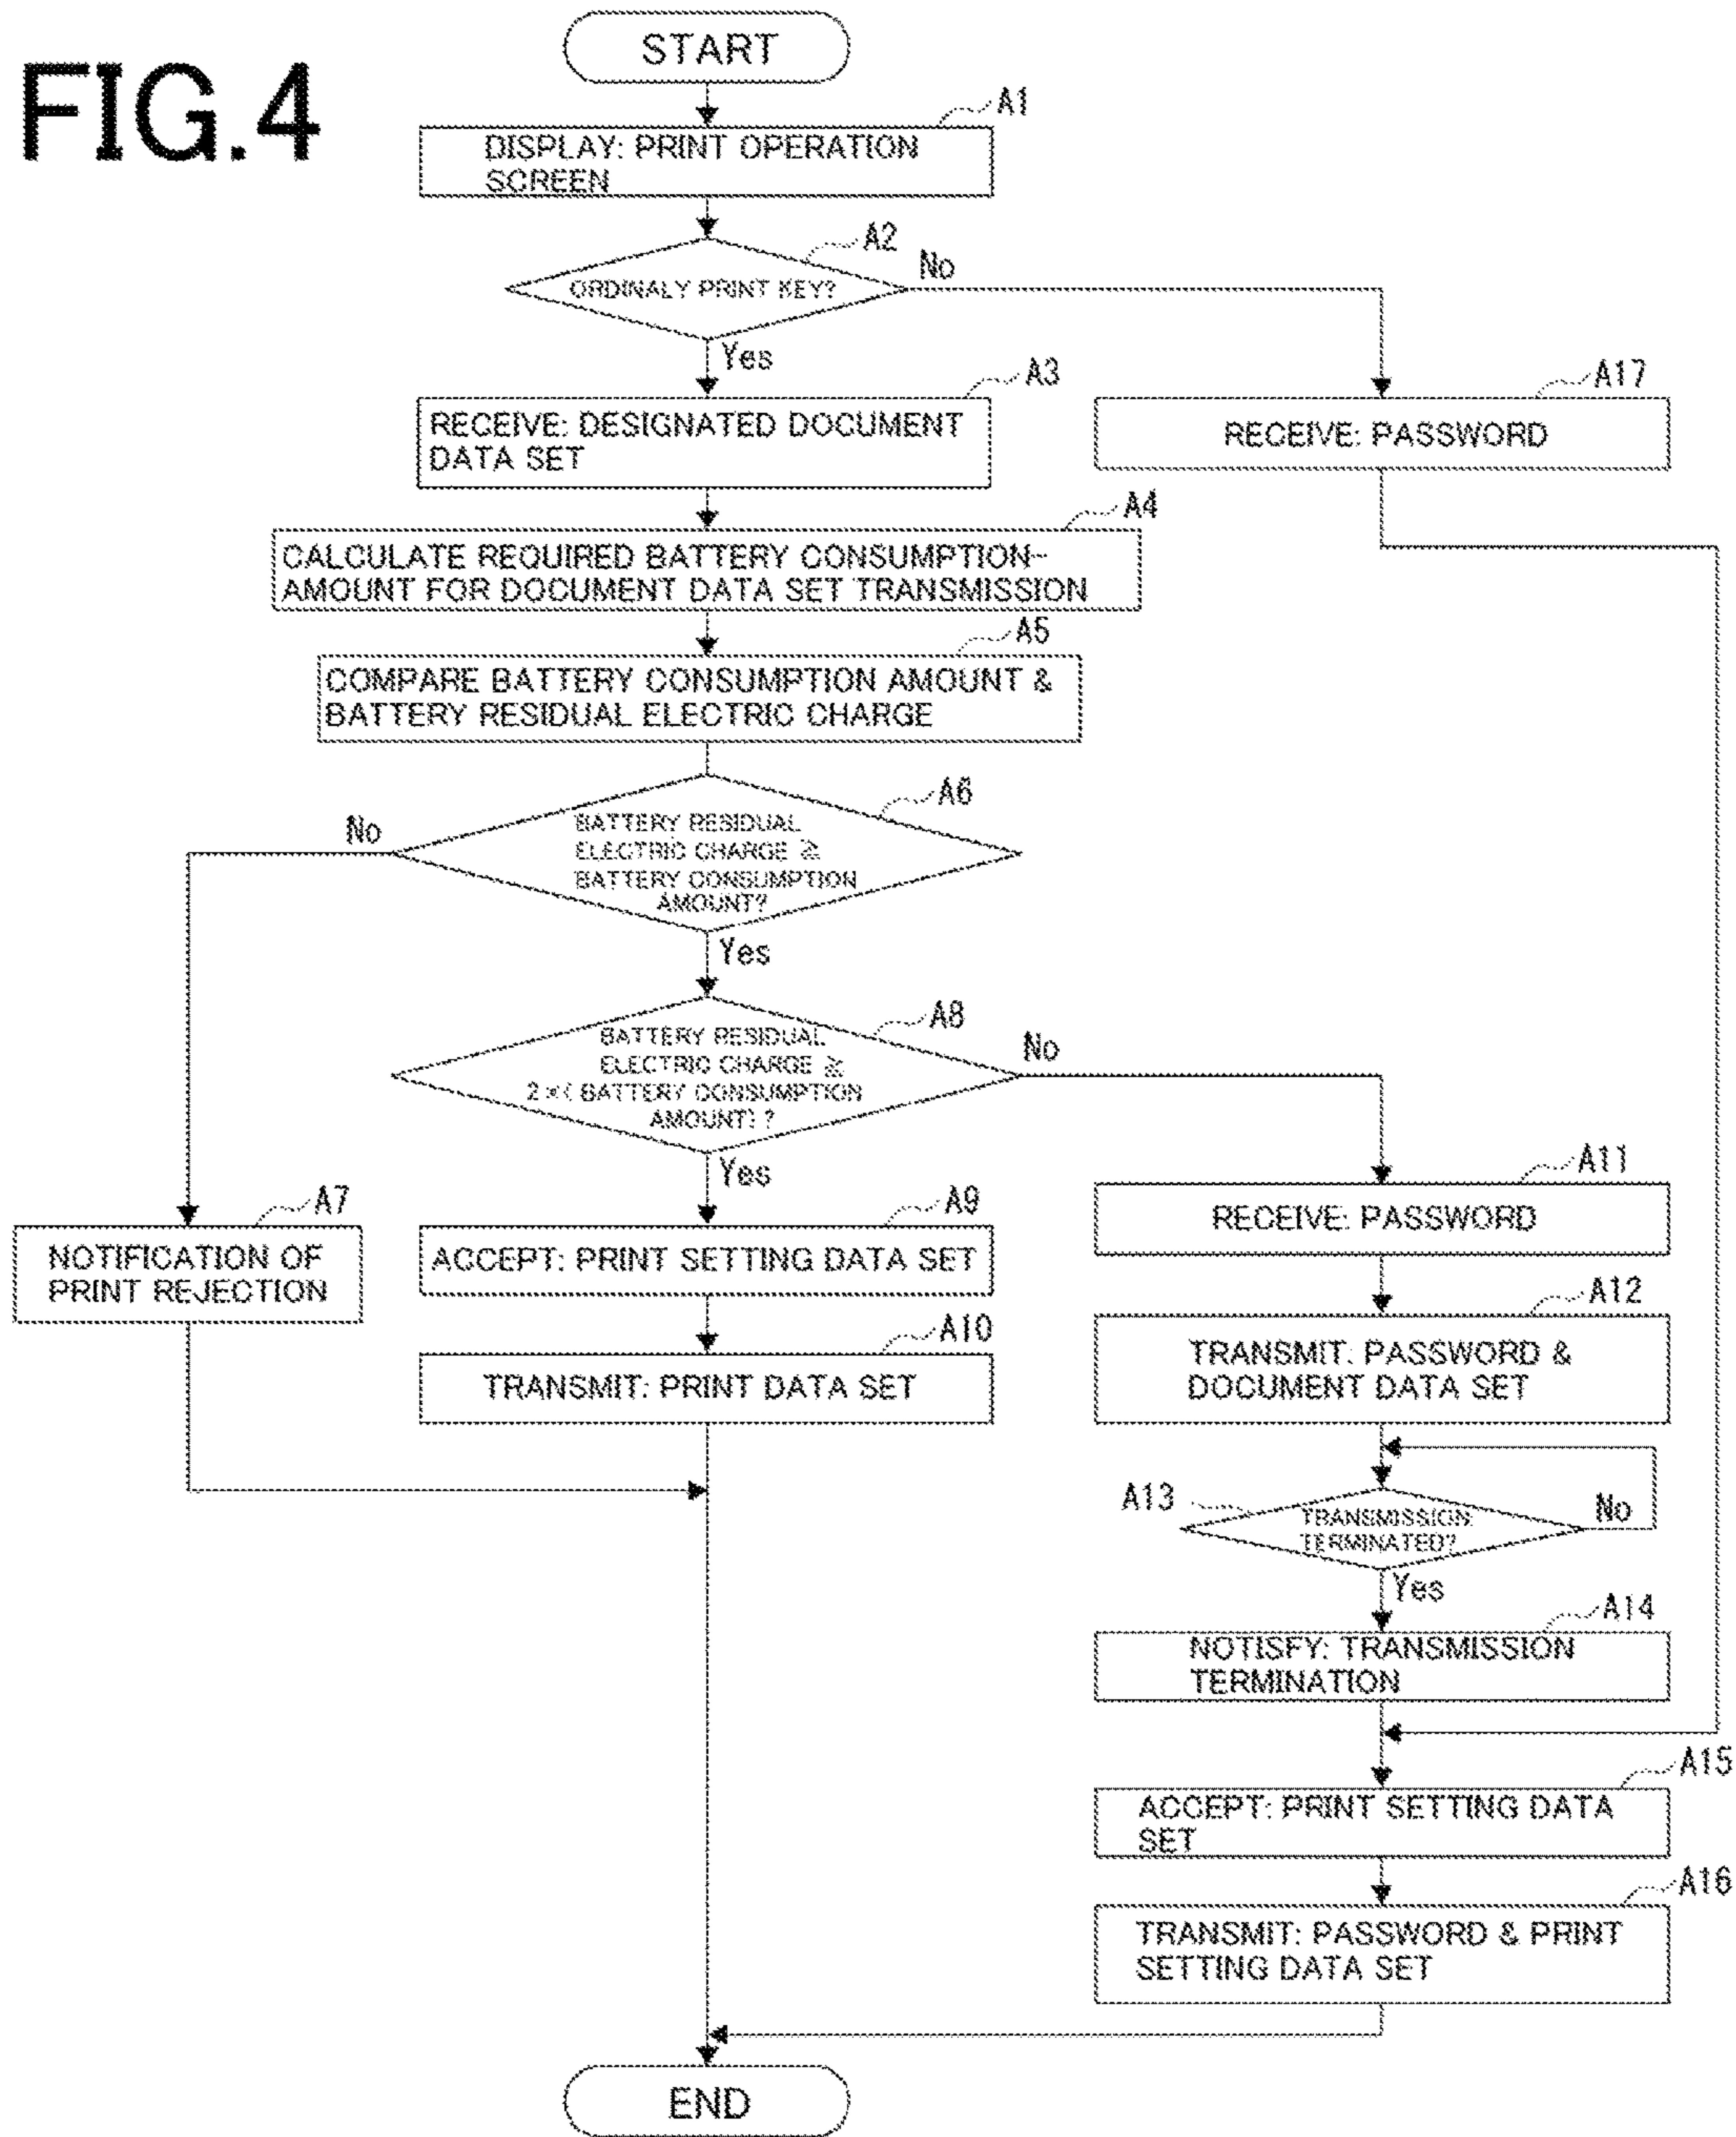 FIG.4
START
A1
DISPLAY: PRINT OPERATION
SCREEN
A2
ORDINALY PRINT KEY?
No
Yes
A3
RECEIVE: DESIGNATED DOCUMENT
DATA SET
A17
RECEIVE: PASSWORD
A4
CALCULATE REQUIRED BATTERY CONSUMPTION-
AMOUNT FOR DOCUMENT DATA SET TRANSMISSION
A5
COMPARE BATTERY CONSUMPTION AMOUNT &
BATTERY RESIDUAL ELECTRIC CHARGE
A6
No
BATTERY RESIDUAL
ELECTRIC CHARGE ≧
BATTERY CONSUMPTION
AMOUNT?
Yes
A8
BATTERY RESIDUAL
ELECTRIC CHARGE ≧
2×(BATTERY CONSUMPTION
AMOUNT)?
No
Yes
A7
NOTIFICATION OF
PRINT REJECTION
A9
ACCEPT: PRINT SETTING DATA SET
A10
TRANSMIT: PRINT DATA SET
A11
RECEIVE: PASSWORD
A12
TRANSMIT: PASSWORD &
DOCUMENT DATA SET
A13
TRANSMISSION
TERMINATED?
No
Yes
A14
NOTISFY: TRANSMISSION
TERMINATION
A15
ACCEPT: PRINT SETTING DATA
SET
A16
TRANSMIT: PASSWORD & PRINT
SETTING DATA SET
END